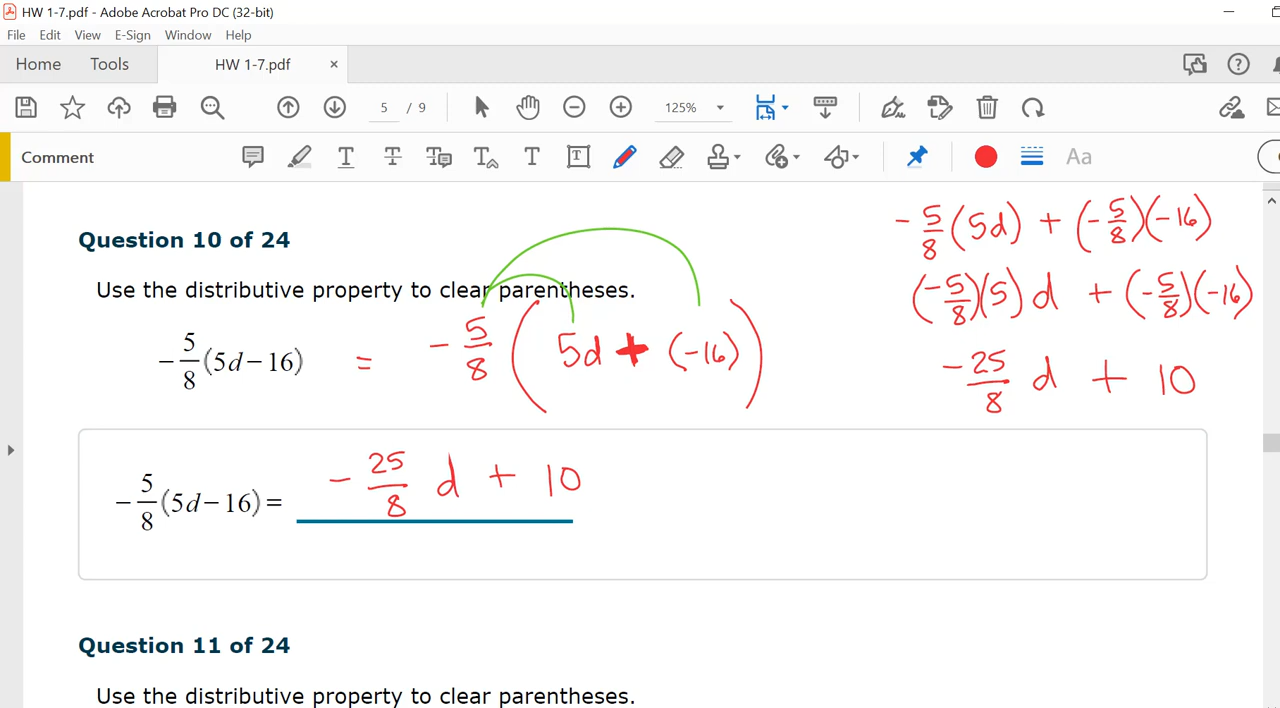 HW 1-7.pdf - Adobe Acrobat Pro DC (32-bit)
File Edit View E-Sign Window Help
Home Tools HW 1-7.pdf ×
5 / 9 125%
Comment T T T T T T Aa
Question 10 of 24
Use the distributive property to clear parentheses.
-5/8(5d-16) = -5/8(5d + (-16))
-5/8(5d) + (-5/8)(-16)
(-5/8)(5)d + (-5/8)(-16)
-25/8 d + 10
-5/8(5d-16)= -25/8 d + 10
Question 11 of 24
Use the distributive property to clear parentheses.